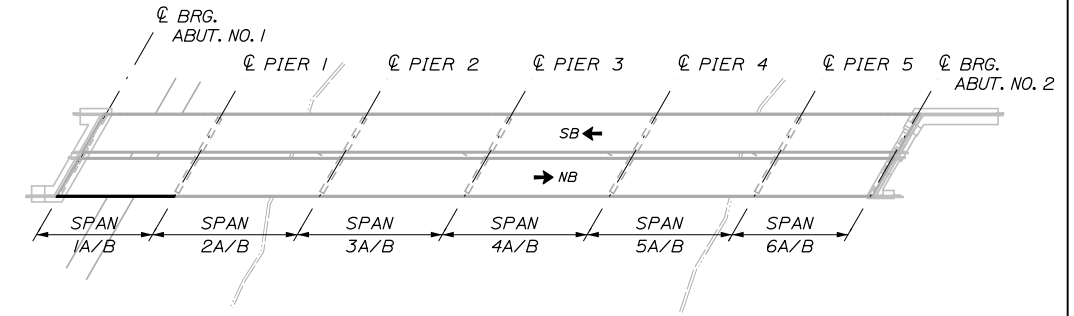 ℄ BRG.
ABUT. NO. 1
℄ PIER 1
℄ PIER 2
℄ PIER 3
℄ PIER 4
℄ PIER 5
℄ BRG.
ABUT. NO. 2
SB
NB
SPAN
1A/B
SPAN
2A/B
SPAN
3A/B
SPAN
4A/B
SPAN
5A/B
SPAN
6A/B